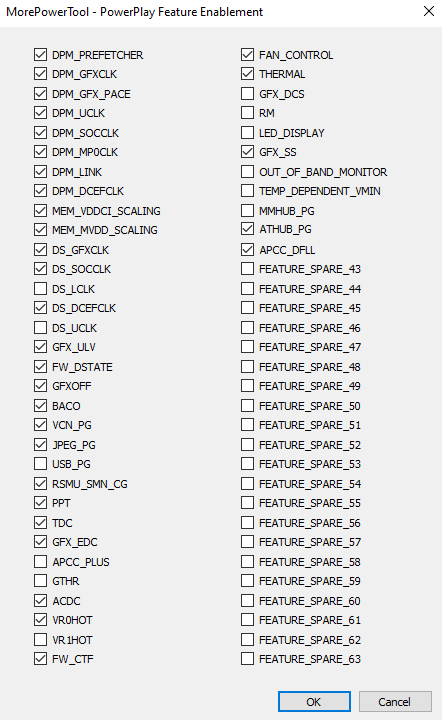 MorePowerTool - PowerPlay Feature Enablement
DPM_PREFETCHER
DPM_GFXCLK
DPM_GFX_PACE
DPM_UCLK
DPM_SOCCLK
DPM_MP0CLK
DPM_LINK
DPM_DCEFCLK
MEM_VDDCI_SCALING
MEM_MVDD_SCALING
DS_GFXCLK
DS_SOCCLK
DS_LCLK
DS_DCEFCLK
DS_UCLK
GFX_ULV
FW_DSTATE
GFXOFF
BACO
VCN_PG
JPEG_PG
USB_PG
RSMU_SMN_CG
PPT
TDC
GFX_EDC
APCC_PLUS
GTHR
ACDC
VR0HOT
VR1HOT
FW_CTF
FAN_CONTROL
THERMAL
GFX_DCS
RM
LED_DISPLAY
GFX_SS
OUT_OF_BAND_MONITOR
TEMP_DEPENDENT_VMIN
MMHUB_PG
ATHUB_PG
APCC_DFLL
FEATURE_SPARE_43
FEATURE_SPARE_44
FEATURE_SPARE_45
FEATURE_SPARE_46
FEATURE_SPARE_47
FEATURE_SPARE_48
FEATURE_SPARE_49
FEATURE_SPARE_50
FEATURE_SPARE_51
FEATURE_SPARE_52
FEATURE_SPARE_53
FEATURE_SPARE_54
FEATURE_SPARE_55
FEATURE_SPARE_56
FEATURE_SPARE_57
FEATURE_SPARE_58
FEATURE_SPARE_59
FEATURE_SPARE_60
FEATURE_SPARE_61
FEATURE_SPARE_62
FEATURE_SPARE_63
OK
Cancel